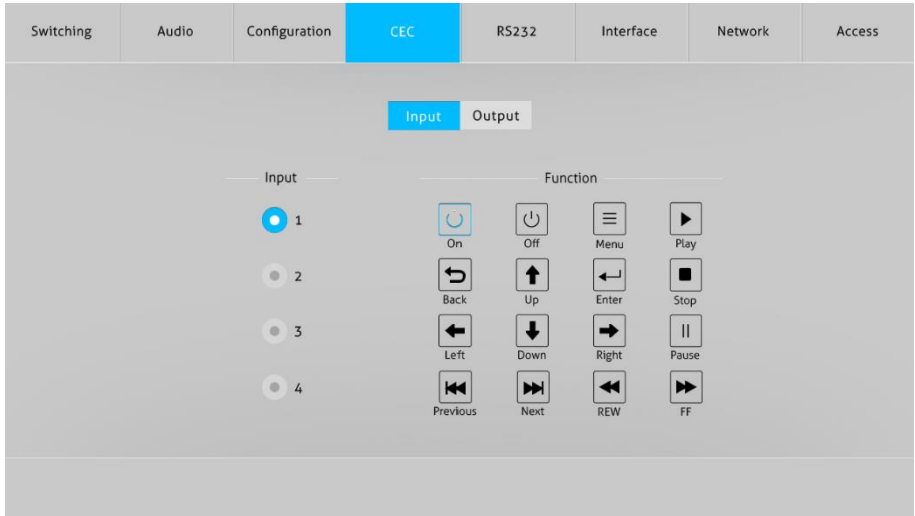 Switching Audio Configuration CEC RS232 Interface Network Access
Input Output
Input Function
1
On Off Menu Play
2
Back Up Enter Stop
3
Left Down Right Pause
4
Previous Next REW FF